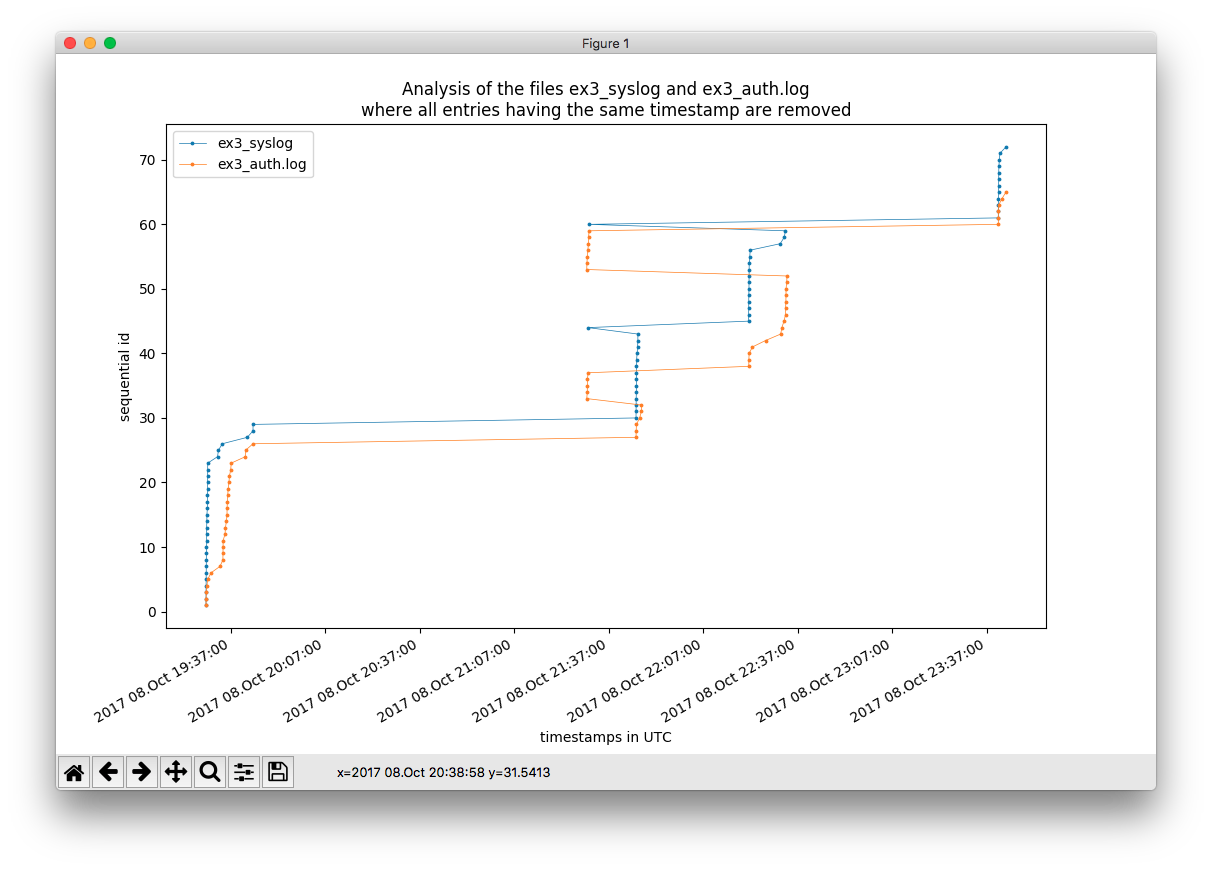 Figure 1
Analysis of the files ex3_syslog and ex3_auth.log
where all entries having the same timestamp are removed
ex3_syslog
ex3_auth.log
70
60
50
40
30
20
10
0
sequential id
2017 08.Oct 19:37:00
2017 08.Oct 20:07:00
2017 08.Oct 20:37:00
2017 08.Oct 21:07:00
2017 08.Oct 21:37:00
2017 08.Oct 22:07:00
2017 08.Oct 22:37:00
2017 08.Oct 23:07:00
2017 08.Oct 23:37:00
timestamps in UTC
x=2017 08.Oct 20:38:58 y=31.5413